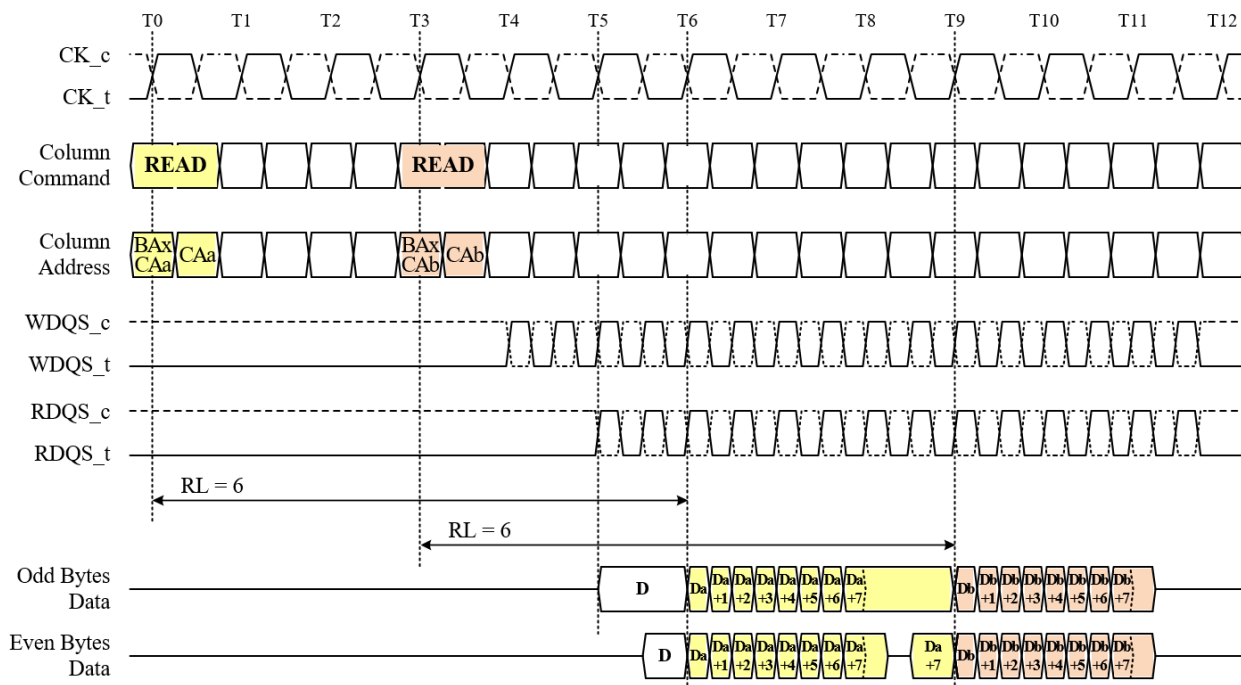 T0 T1 T2 T3 T4 T5 T6 T7 T8 T9 T10 T11 T12
CK_c
CK_t
Column
Command
READ READ
Column
Address
BAx
CAa
CAa
BAx
CAb
CAb
WDQS_c
WDQS_t
RDQS_c
RDQS_t
RL = 6
RL = 6
Odd Bytes
Data
D
Da
Da
+1
Da
+2
Da
+3
Da
+4
Da
+5
Da
+6
Da
+7
Db
Db
+1
Db
+2
Db
+3
Db
+4
Db
+5
Db
+6
Db
+7
Even Bytes
Data
D
Da
Da
+1
Da
+2
Da
+3
Da
+4
Da
+5
Da
+6
Da
+7
Da
+7
Db
Db
+1
Db
+2
Db
+3
Db
+4
Db
+5
Db
+6
Db
+7